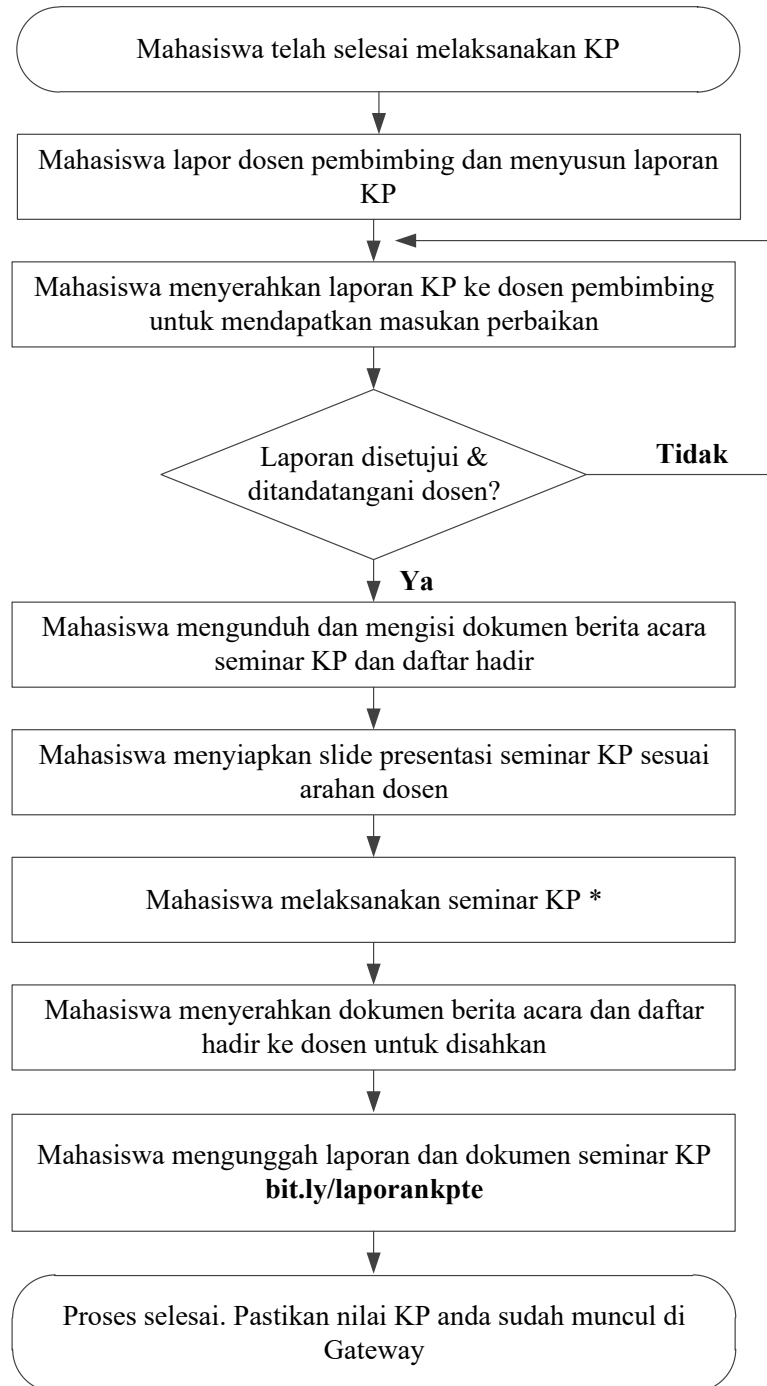 Mahasiswa telah selesai melaksanakan KP
Mahasiswa lapor dosen pembimbing dan menyusun laporan
KP
Mahasiswa menyerahkan laporan KP ke dosen pembimbing
untuk mendapatkan masukan perbaikan
Laporan disetujui &
ditandatangani dosen?
Tidak
Ya
Mahasiswa mengunduh dan mengisi dokumen berita acara
seminar KP dan daftar hadir
Mahasiswa menyiapkan slide presentasi seminar KP sesuai
arahan dosen
Mahasiswa melaksanakan seminar KP *
Mahasiswa menyerahkan dokumen berita acara dan daftar
hadir ke dosen untuk disahkan
Mahasiswa mengunggah laporan dan dokumen seminar KP
bit.ly/laporankpte
Proses selesai. Pastikan nilai KP anda sudah muncul di
Gateway